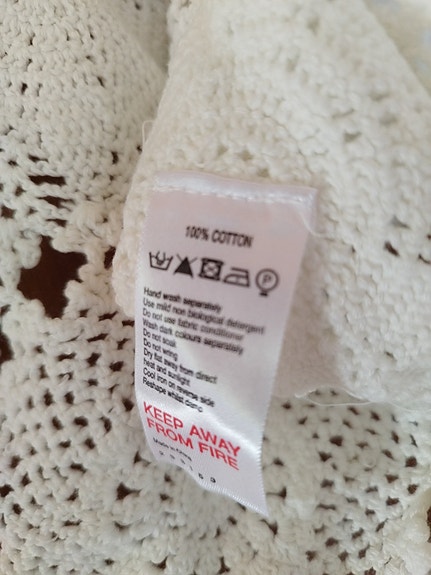 100% COTTON
P
Hand wash separately
Use mild non biological detergent
Do not use fabric conditioner
Wash dark colours separately
Do not soak
Do not wring
Dry flat away from direct
heat and sunlight
Cool iron on reverse side
Reshape whilst damp
KEEP AWAY
FROM FIRE
Made in China